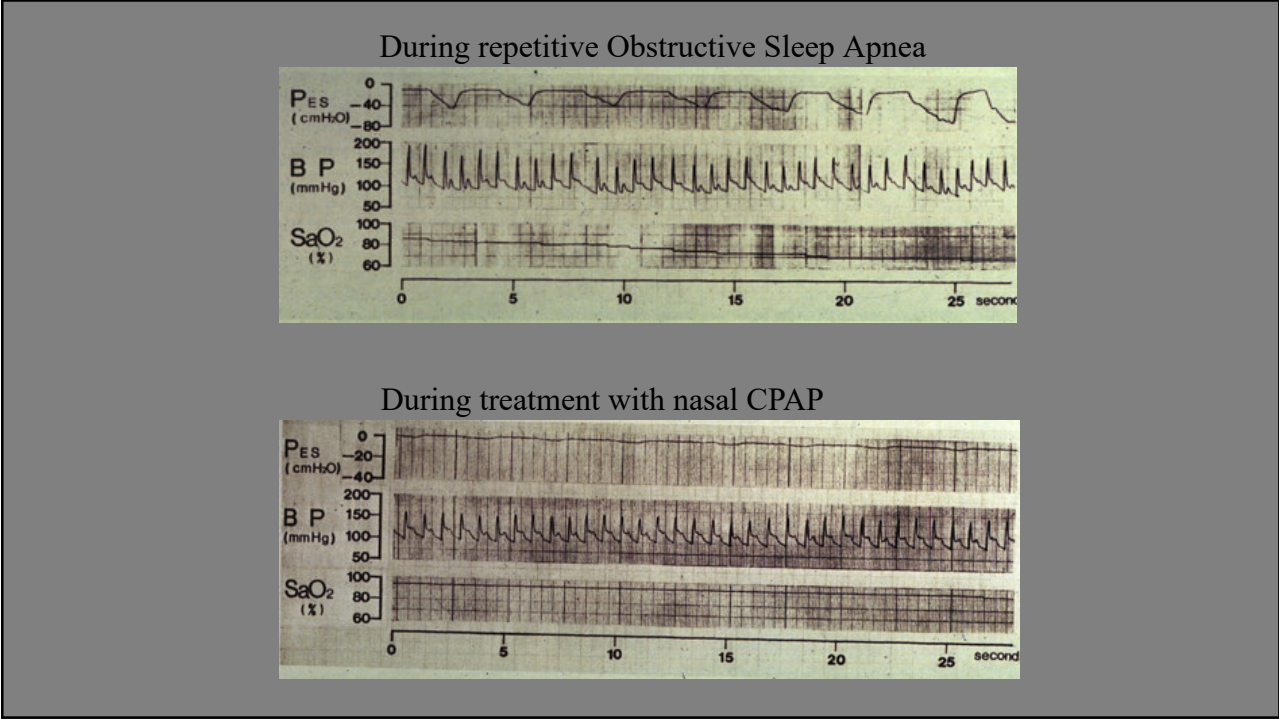 During repetitive Obstructive Sleep Apnea
0
PES
-40
(cmH2O)
-80
200
BP
150
(mmHg)
100
50
100
SaO2
80
(%)
60
0 5 10 15 20 25 second
During treatment with nasal CPAP
0
PES
-20
(cmH2O)
-40
200
BP
150
(mmHg)
100
50
100
SaO2
80
(%)
60
0 5 10 15 20 25 second